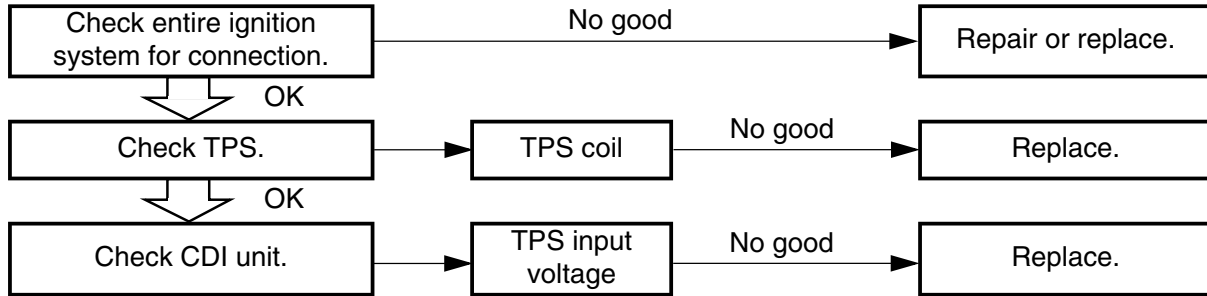 Check entire ignition
system for connection.
No good
Repair or replace.
OK
Check TPS.
TPS coil
No good
Replace.
OK
Check CDI unit.
TPS input
voltage
No good
Replace.